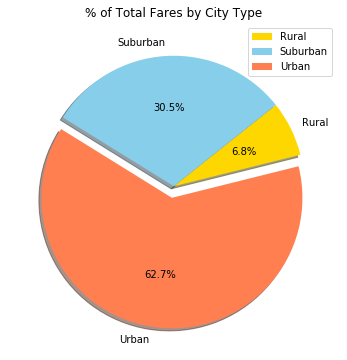 % of Total Fares by City Type
Rural
Suburban
Urban
Suburban
30.5%
Rural
6.8%
62.7%
Urban